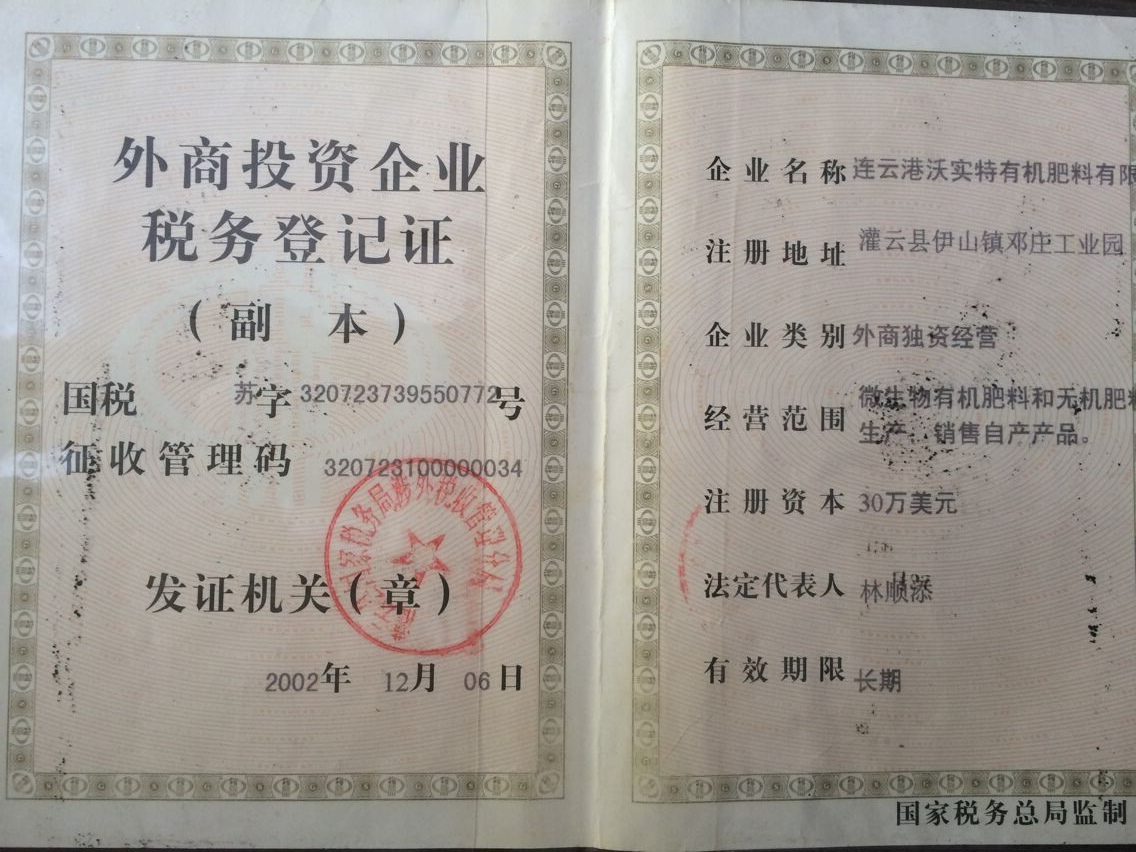 外商投资企业
税务登记证
(副 本)
国税 苏字 320723739550772号
征收管理码 320723100000034
发证机关(章)
2002年 12月 06日
企业名称 连云港沃实特有机肥料有限
注册地址 灌云县伊山镇邓庄工业园
企业类别 外商独资经营
经营范围 微生物有机肥料和无机肥料
生产、销售自产产品。
注册资本 30万美元
法定代表人 林顺添
有效期限 长期
国家税务总局监制